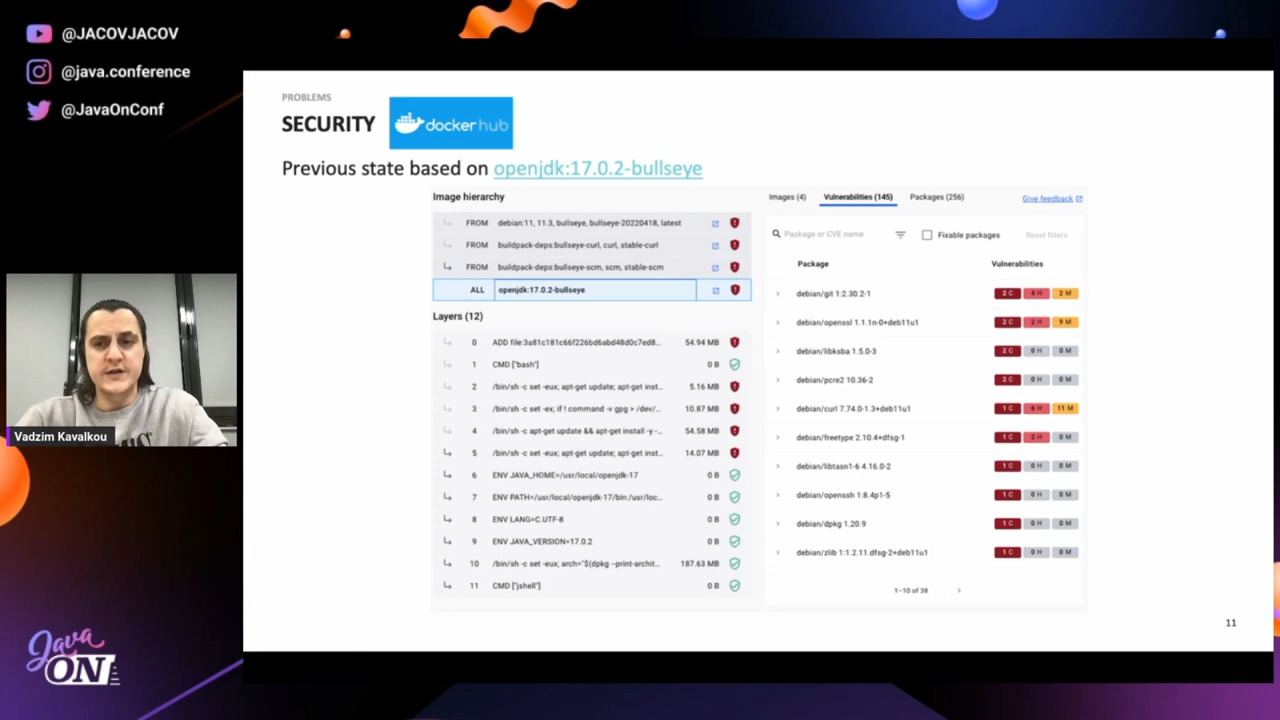 @JACOVJACOV
@java.conference
@JavaOnConf
PROBLEMS
SECURITY
docker hub
Previous state based on openjdk:17.0.2-bullseye
Image hierarchy
FROM debian:11, 11.3, bullseye, bullseye-20220418, latest
FROM buildpack-deps:bullseye-curl, curl, stable-curl
FROM buildpack-deps:bullseye-scm, scm, stable-scm
ALL openjdk:17.0.2-bullseye
Layers (12)
0 ADD file:3a81c181c66f226bd6abd48d0c7ed8... 54.94 MB
1 CMD ["bash"] 0 B
2 /bin/sh -c set -eux; apt-get update; apt-get inst... 5.16 MB
3 /bin/sh -c set -ex; if ! command -v gpg > /dev/... 10.87 MB
4 /bin/sh -c apt-get update && apt-get install -y -... 54.58 MB
5 /bin/sh -c set -eux; apt-get update; apt-get inst... 14.07 MB
6 ENV JAVA_HOME=/usr/local/openjdk-17 0 B
7 ENV PATH=/usr/local/openjdk-17/bin:/usr/loc... 0 B
8 ENV LANG=C.UTF-8 0 B
9 ENV JAVA_VERSION=17.0.2 0 B
10 /bin/sh -c set -eux; arch="$(dpkg --print-archit... 187.63 MB
11 CMD ["jshell"] 0 B
Images (4) Vulnerabilities (145) Packages (256) Give feedback
Package or CVE name Fixable packages Reset filters
Package Vulnerabilities
debian/git 1:2.30.2-1 2 C 4 H 2 M
debian/openssl 1.1.1n-0+deb11u1 2 C 2 H 9 M
debian/libksba 1.5.0-3 2 C 0 H 0 M
debian/pcre2 10.36-2 2 C 0 H 0 M
debian/curl 7.74.0-1.3+deb11u1 1 C 6 H 11 M
debian/freetype 2.10.4+dfsg-1 1 C 2 H 0 M
debian/libtasn1-6 4.16.0-2 1 C 0 H 0 M
debian/openssh 1:8.4p1-5 1 C 0 H 0 M
debian/dpkg 1.20.9 1 C 0 H 0 M
debian/zlib 1:1.2.11.dfsg-2+deb11u1 1 C 0 H 0 M
1-10 of 38
11
Vadzim Kavalkou
Java
ON